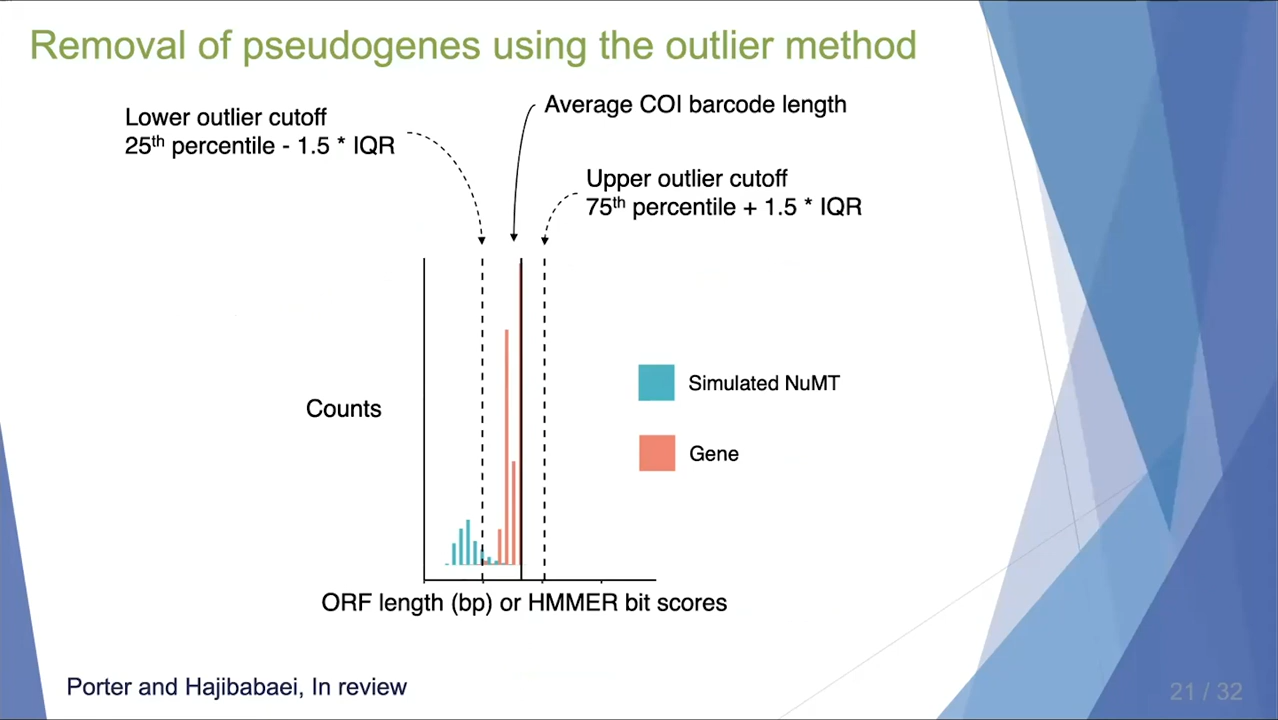 Removal of pseudogenes using the outlier method
Average COI barcode length
Lower outlier cutoff
25th percentile - 1.5 * IQR
Upper outlier cutoff
75th percentile + 1.5 * IQR
Simulated NuMT
Counts
Gene
ORF length (bp) or HMMER bit scores
Porter and Hajibabaei, In review
21 / 32